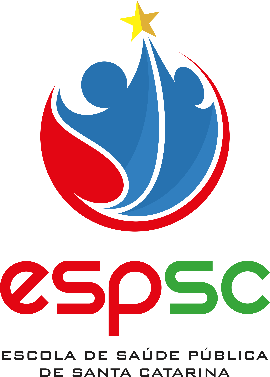 espsc
ESCOLA DE SAÚDE PÚBLICA
DE SANTA CATARINA